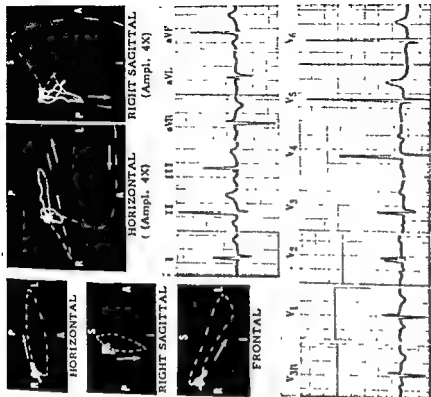 P
R L
A
HORIZONTAL
S
P A
I
RIGHT SAGITTAL
S
R L
I
FRONTAL
P
R L
A
HORIZONTAL
( (Ampl. 4X)
S
P A
I
RIGHT SAGITTAL
(Ampl, 4X)
I II III aVR aVL aVF
V3R V1 V2 V3 V4 V5 V6